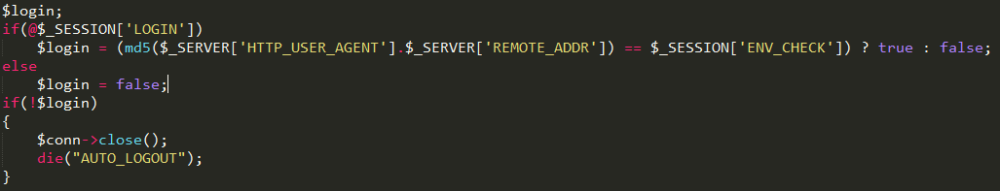 $login;
if(@$_SESSION['LOGIN'])
    $login = (md5($_SERVER['HTTP_USER_AGENT'].$_SERVER['REMOTE_ADDR']) == $_SESSION['ENV_CHECK']) ? true : false;
else
    $login = false;
if(!$login)
{
    $conn->close();
    die("AUTO_LOGOUT");
}